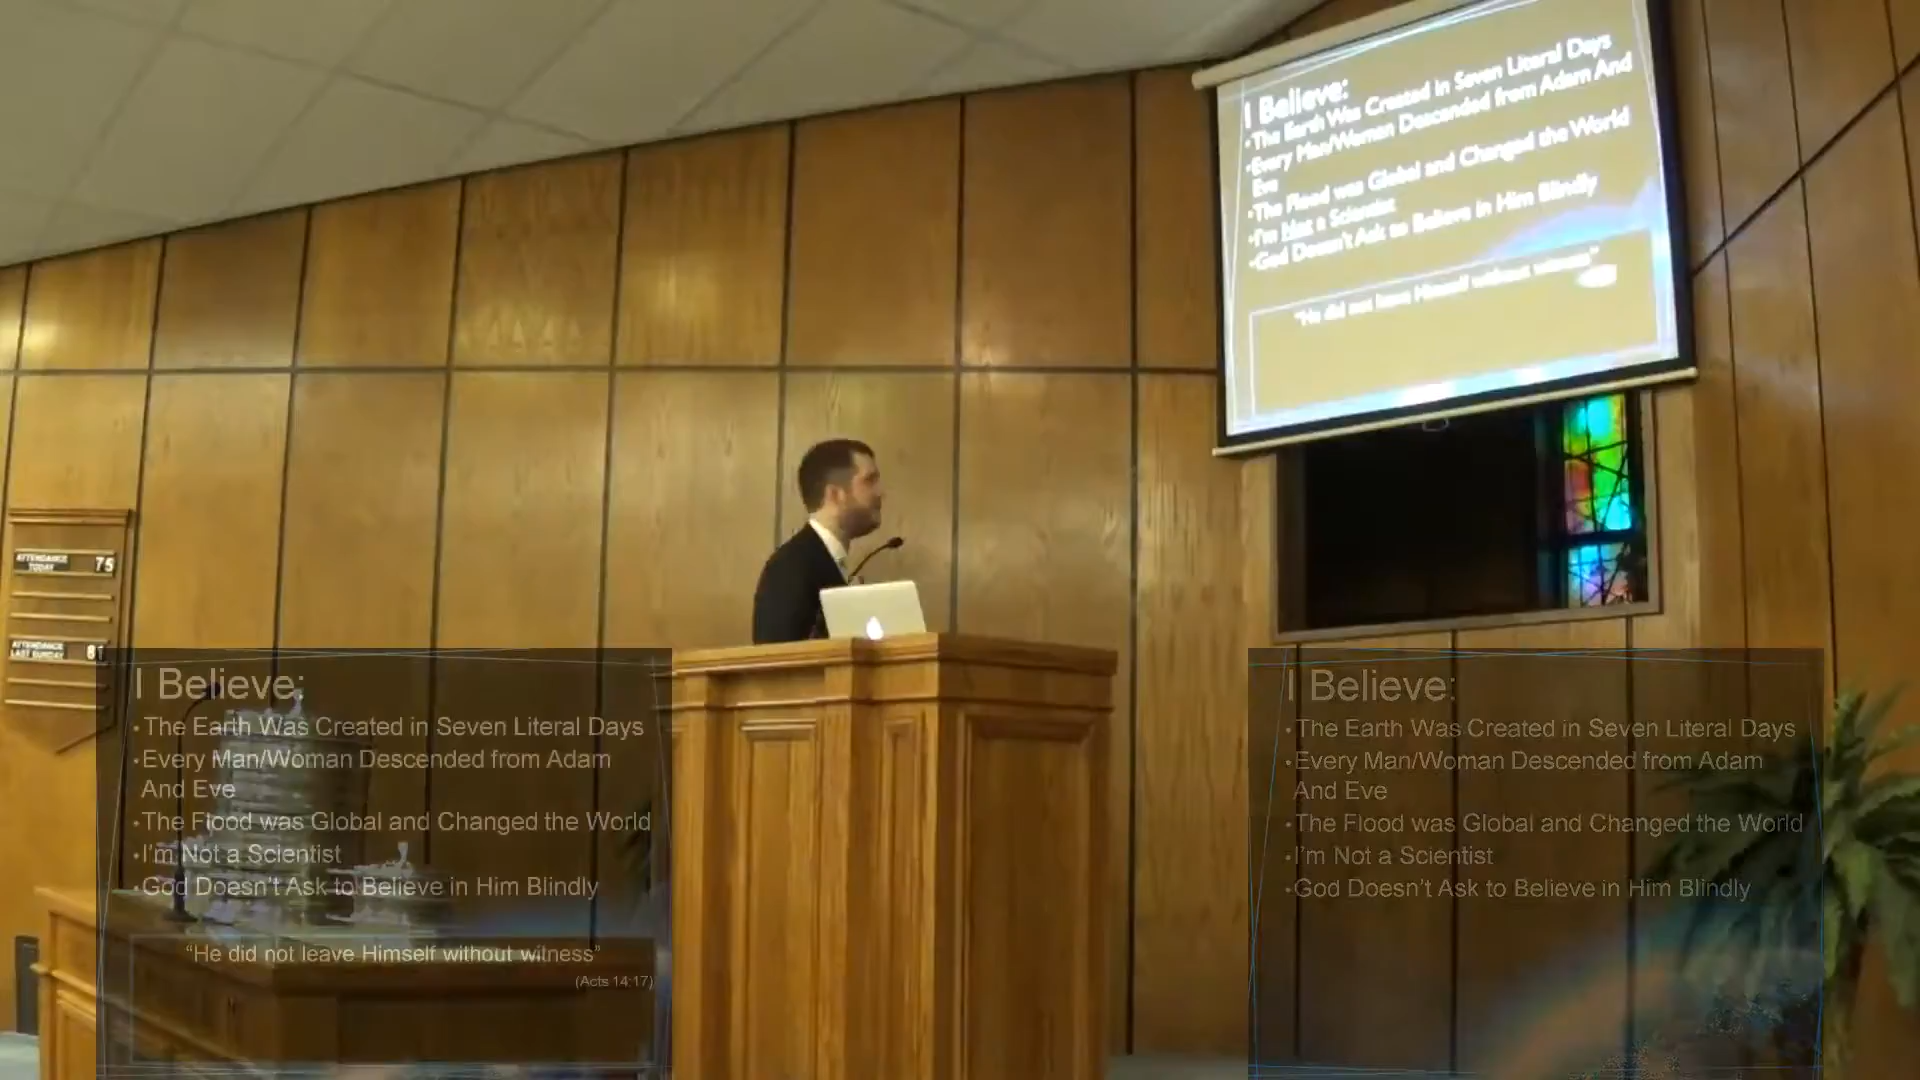 I Believe:
•The Earth Was Created in Seven Literal Days
•Every Man/Woman Descended from Adam And
Eve
•The Flood was Global and Changed the World
•I'm Not a Scientist
•God Doesn't Ask to Believe in Him Blindly
"He did not leave Himself without witness"
ATTENDANCE
TODAY
75
ATTENDANCE
LAST SUNDAY
81
I Believe:
•The Earth Was Created in Seven Literal Days
•Every Man/Woman Descended from Adam
And Eve
•The Flood was Global and Changed the World
•I'm Not a Scientist
•God Doesn't Ask to Believe in Him Blindly
“He did not leave Himself without witness”
(Acts 14:17)
I Believe:
•The Earth Was Created in Seven Literal Days
•Every Man/Woman Descended from Adam
And Eve
•The Flood was Global and Changed the World
•I'm Not a Scientist
•God Doesn't Ask to Believe in Him Blindly